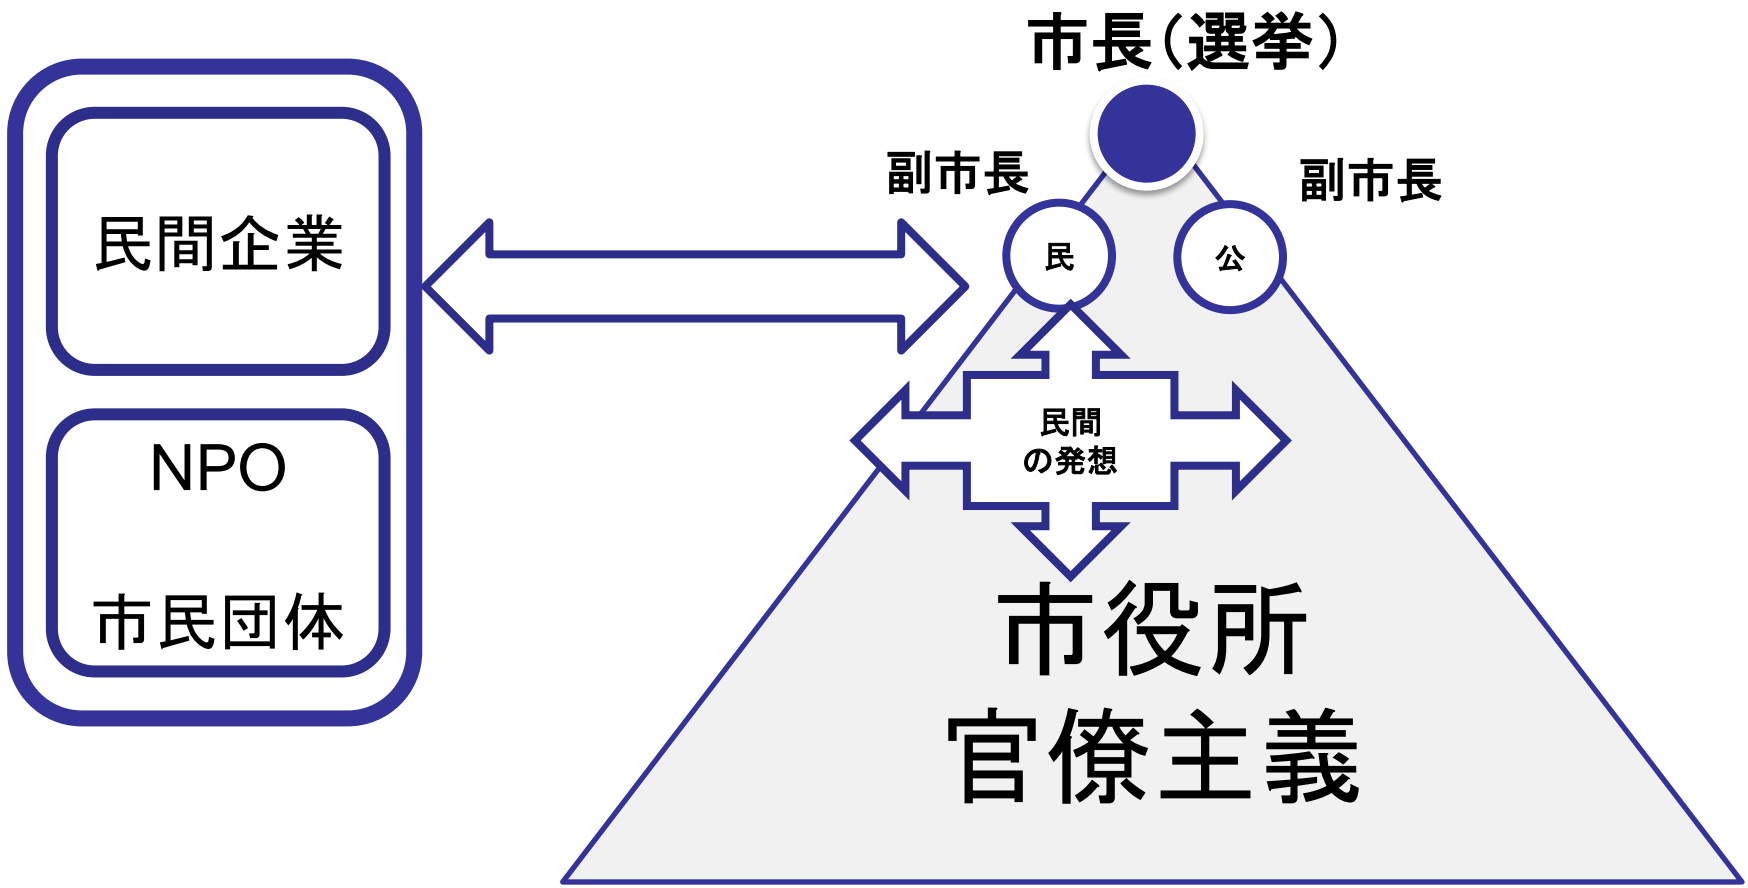 市長（選挙）
副市長
副市長
民
公
民間企業
NPO
市民団体
民間
の発想
市役所
官僚主義